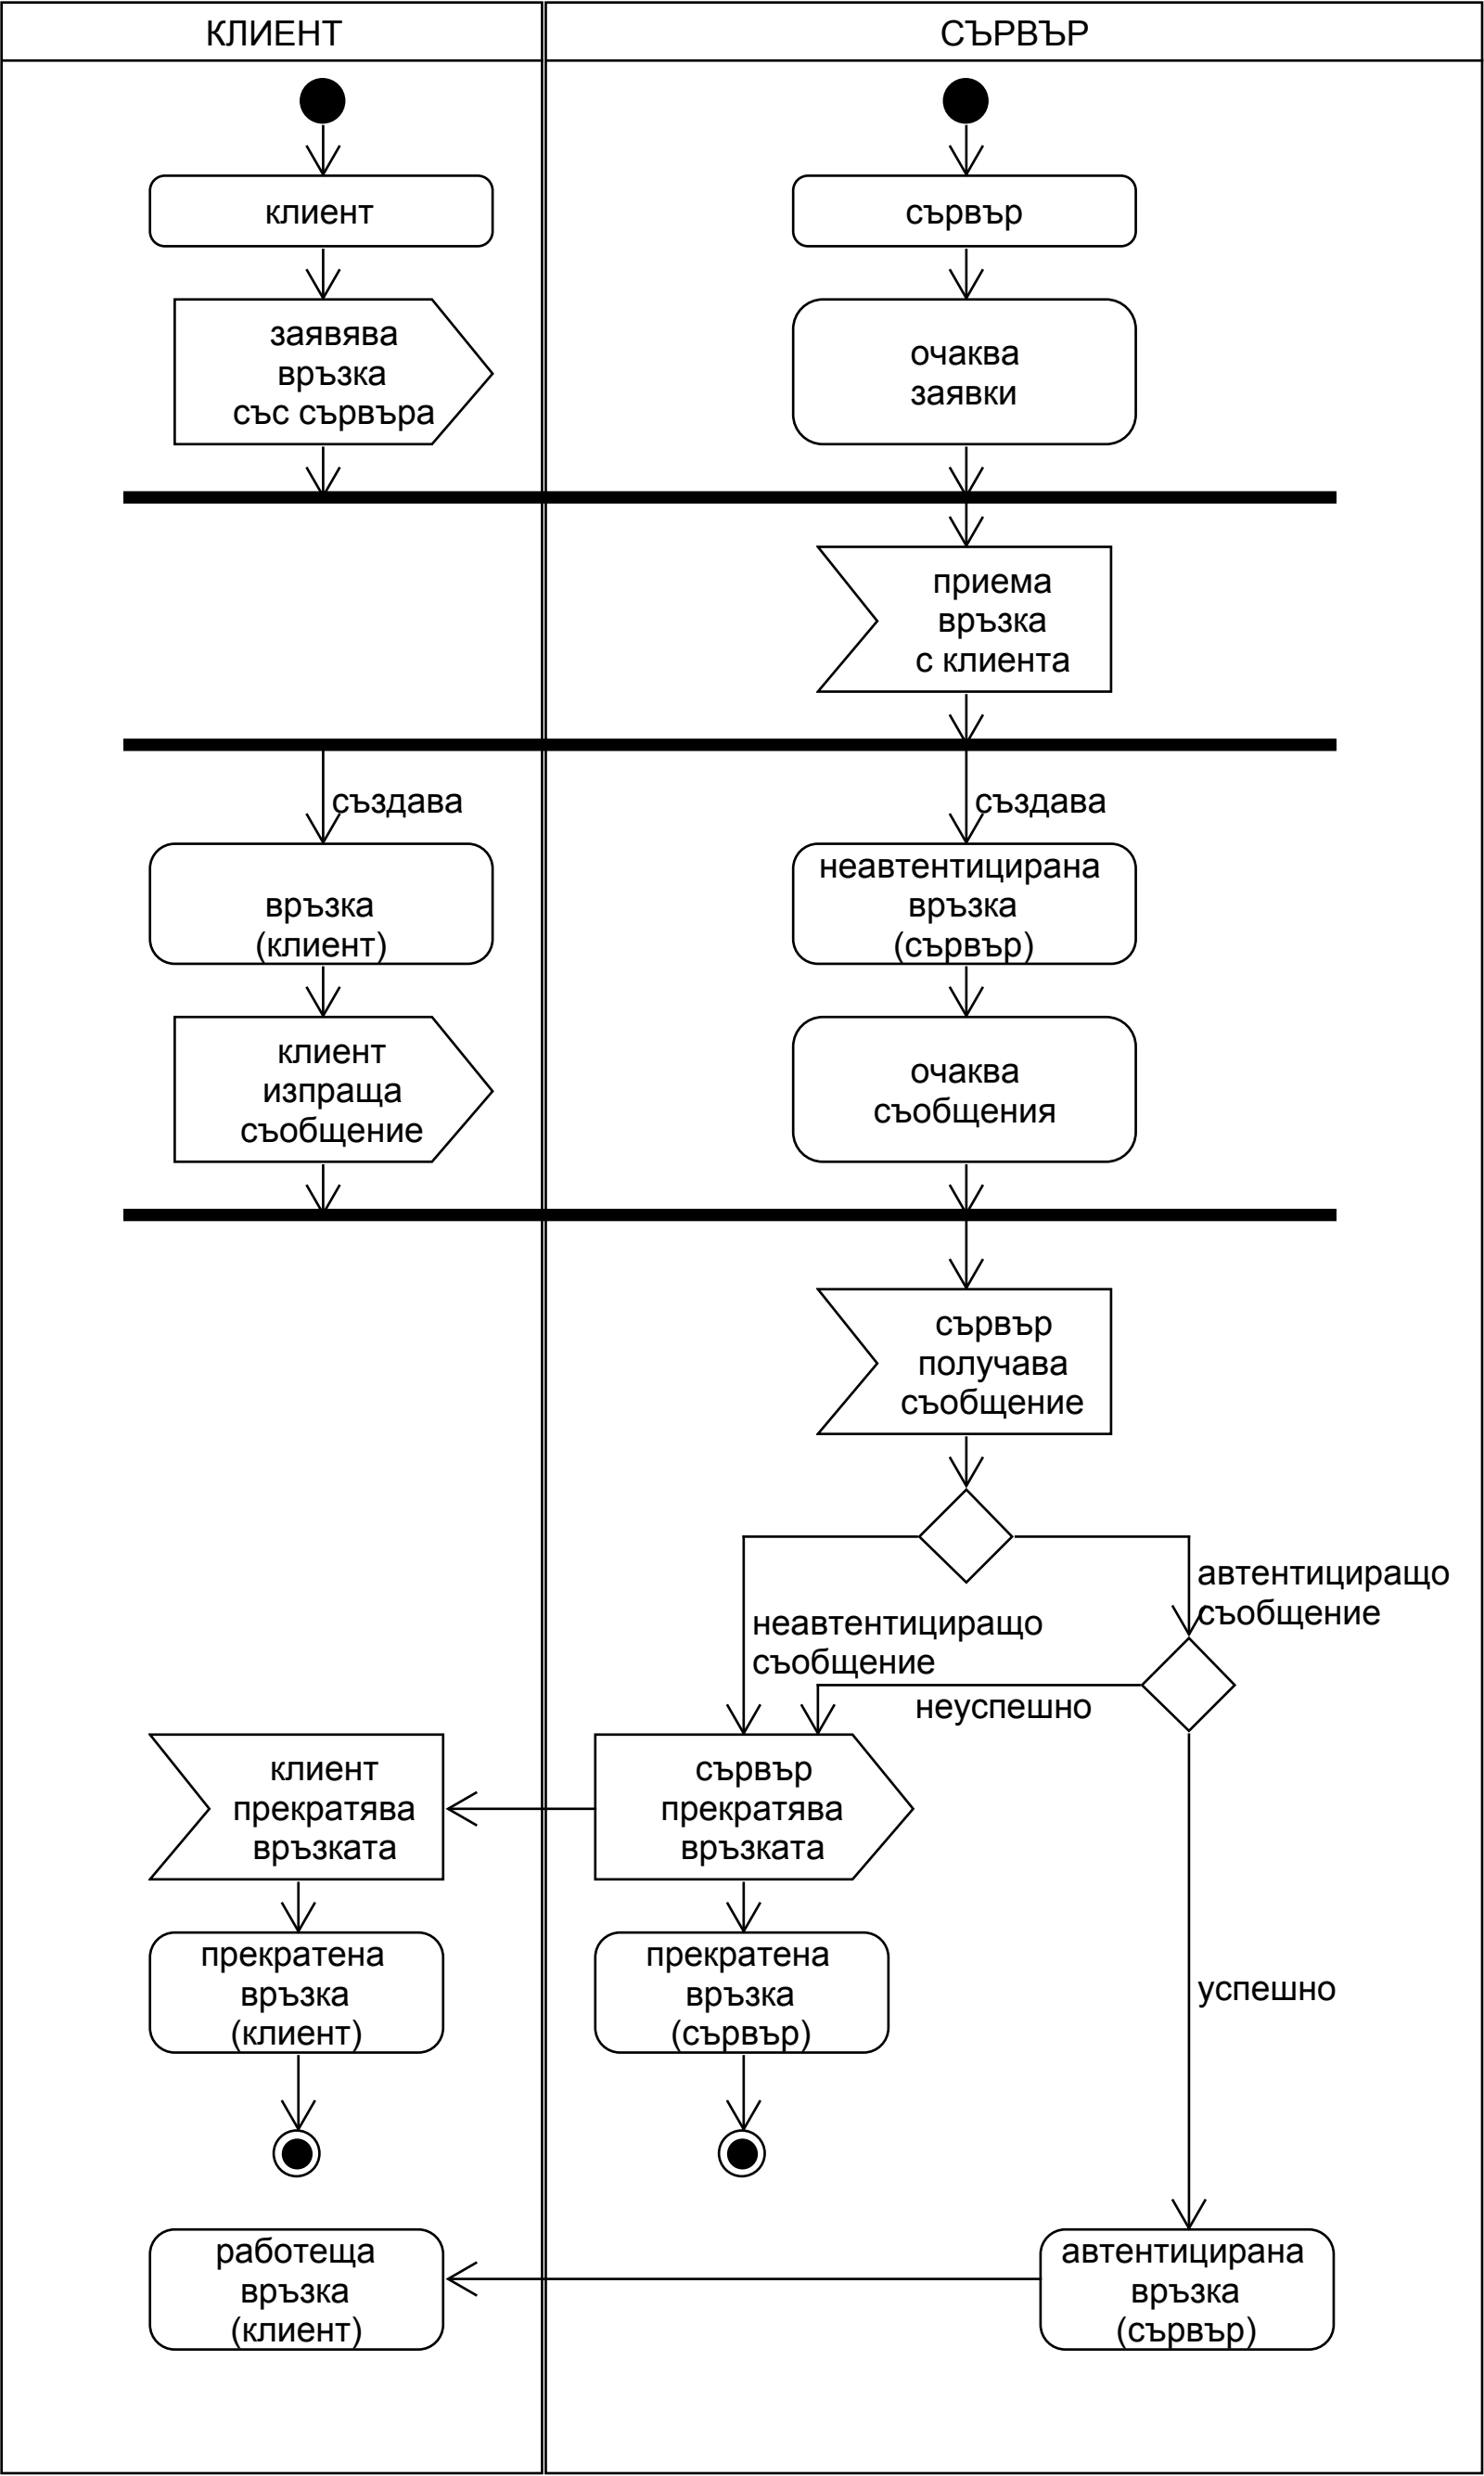 КЛИЕНТ
СЪРВЪР
клиент
сървър
заявява
връзка
със сървъра
очаква
заявки
приема
връзка
с клиента
създава
създава
връзка
(клиент)
неавтентицирана
връзка
(сървър)
клиент
изпраща
съобщение
очаква
съобщения
сървър
получава
съобщение
автентициращо
съобщение
неавтентициращо
съобщение
неуспешно
клиент
прекратява
връзката
сървър
прекратява
връзката
прекратена
връзка
(клиент)
прекратена
връзка
(сървър)
успешно
работеща
връзка
(клиент)
автентицирана
връзка
(сървър)